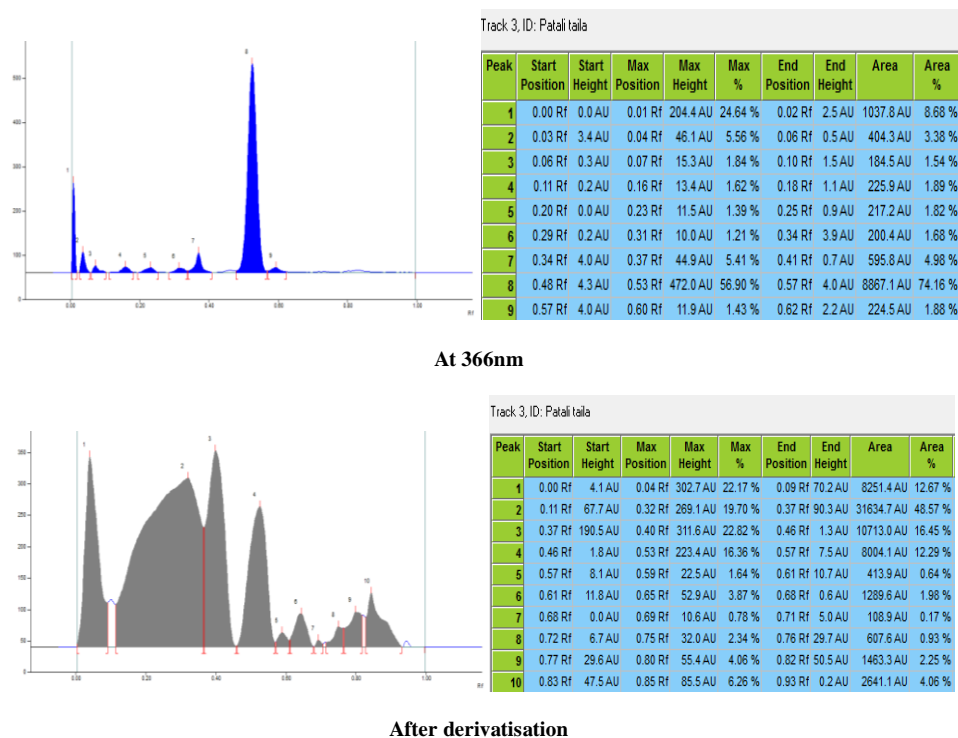 Track 3, ID: Patali taila
Peak Start Position Start Height Max Position Max Height Max % End Position End Height Area Area %
1 0.00 Rf 0.0 AU 0.01 Rf 204.4 AU 24.64 % 0.02 Rf 2.5 AU 1037.8 AU 8.68 %
2 0.03 Rf 3.4 AU 0.04 Rf 46.1 AU 5.56 % 0.06 Rf 0.5 AU 404.3 AU 3.38 %
3 0.06 Rf 0.3 AU 0.07 Rf 15.3 AU 1.84 % 0.10 Rf 1.5 AU 184.5 AU 1.54 %
4 0.11 Rf 0.2 AU 0.16 Rf 13.4 AU 1.62 % 0.18 Rf 1.1 AU 225.9 AU 1.89 %
5 0.20 Rf 0.0 AU 0.23 Rf 11.5 AU 1.39 % 0.25 Rf 0.9 AU 217.2 AU 1.82 %
6 0.29 Rf 0.2 AU 0.31 Rf 10.0 AU 1.21 % 0.34 Rf 3.9 AU 200.4 AU 1.68 %
7 0.34 Rf 4.0 AU 0.37 Rf 44.9 AU 5.41 % 0.41 Rf 0.7 AU 595.8 AU 4.98 %
8 0.48 Rf 4.3 AU 0.53 Rf 472.0 AU 56.90 % 0.57 Rf 4.0 AU 8867.1 AU 74.16 %
9 0.57 Rf 4.0 AU 0.60 Rf 11.9 AU 1.43 % 0.62 Rf 2.2 AU 224.5 AU 1.88 %
At 366nm
Track 3, ID: Patali taila
Peak Start Position Start Height Max Position Max Height Max % End Position End Height Area Area %
1 0.00 Rf 4.1 AU 0.04 Rf 302.7 AU 22.17 % 0.09 Rf 70.2 AU 8251.4 AU 12.67 %
2 0.11 Rf 67.7 AU 0.32 Rf 269.1 AU 19.70 % 0.37 Rf 90.3 AU 31634.7 AU 48.57 %
3 0.37 Rf 190.5 AU 0.40 Rf 311.6 AU 22.82 % 0.46 Rf 1.3 AU 10713.0 AU 16.45 %
4 0.46 Rf 1.8 AU 0.53 Rf 223.4 AU 16.36 % 0.57 Rf 7.5 AU 8004.1 AU 12.29 %
5 0.57 Rf 8.1 AU 0.59 Rf 22.5 AU 1.64 % 0.61 Rf 10.7 AU 413.9 AU 0.64 %
6 0.61 Rf 11.8 AU 0.65 Rf 52.9 AU 3.87 % 0.68 Rf 0.6 AU 1289.6 AU 1.98 %
7 0.68 Rf 0.0 AU 0.69 Rf 10.6 AU 0.78 % 0.71 Rf 5.0 AU 108.9 AU 0.17 %
8 0.72 Rf 6.7 AU 0.75 Rf 32.0 AU 2.34 % 0.76 Rf 29.7 AU 607.6 AU 0.93 %
9 0.77 Rf 29.6 AU 0.80 Rf 55.4 AU 4.06 % 0.82 Rf 50.5 AU 1463.3 AU 2.25 %
10 0.83 Rf 47.5 AU 0.85 Rf 85.5 AU 6.26 % 0.93 Rf 0.2 AU 2641.1 AU 4.06 %
After derivatisation